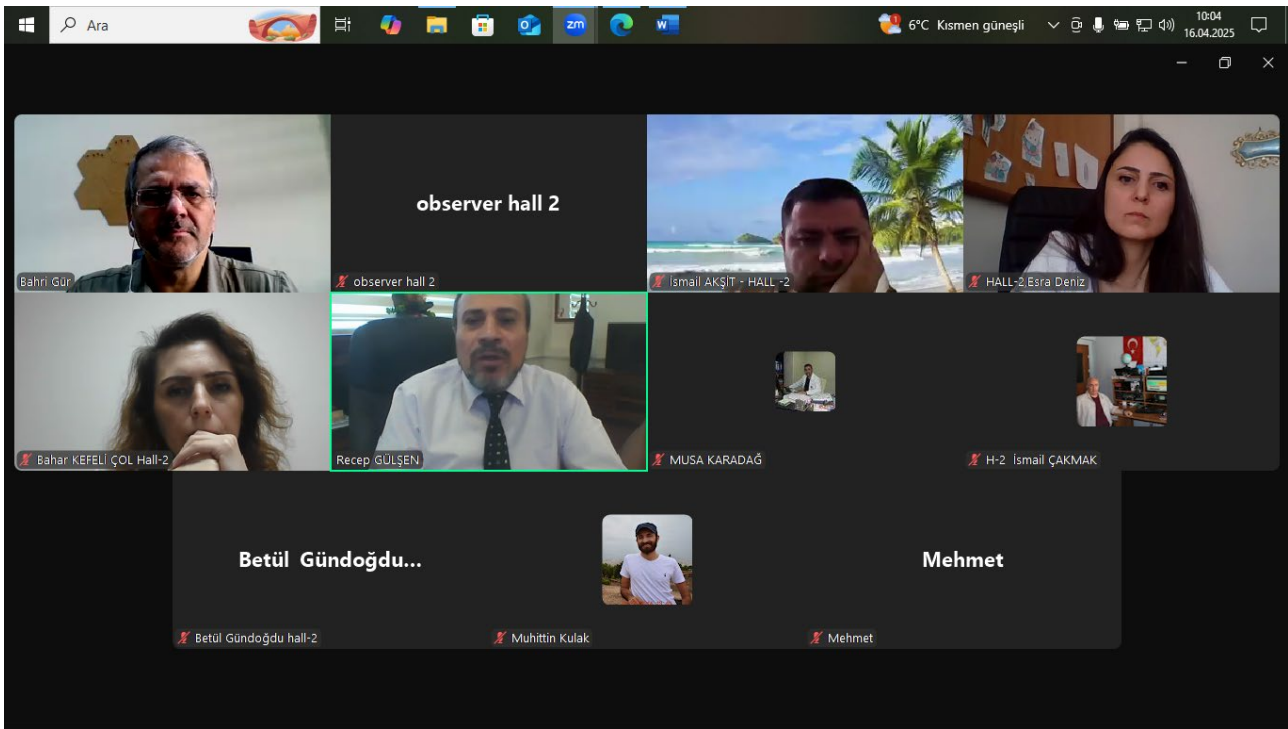 Ara
zm
W
6°C Kısmen güneşli
10:04
16.04.2025
Bahri Gür
observer hall 2
observer hall 2
İsmail AKŞİT - HALL -2
HALL-2 Esra Deniz
Bahar KEFELİ ÇOL Hall-2
Recep GÜLŞEN
MUSA KARADAĞ
H-2 İsmail ÇAKMAK
Betül Gündoğdu...
Mehmet
Betül Gündoğdu hall-2
Muhittin Kulak
Mehmet